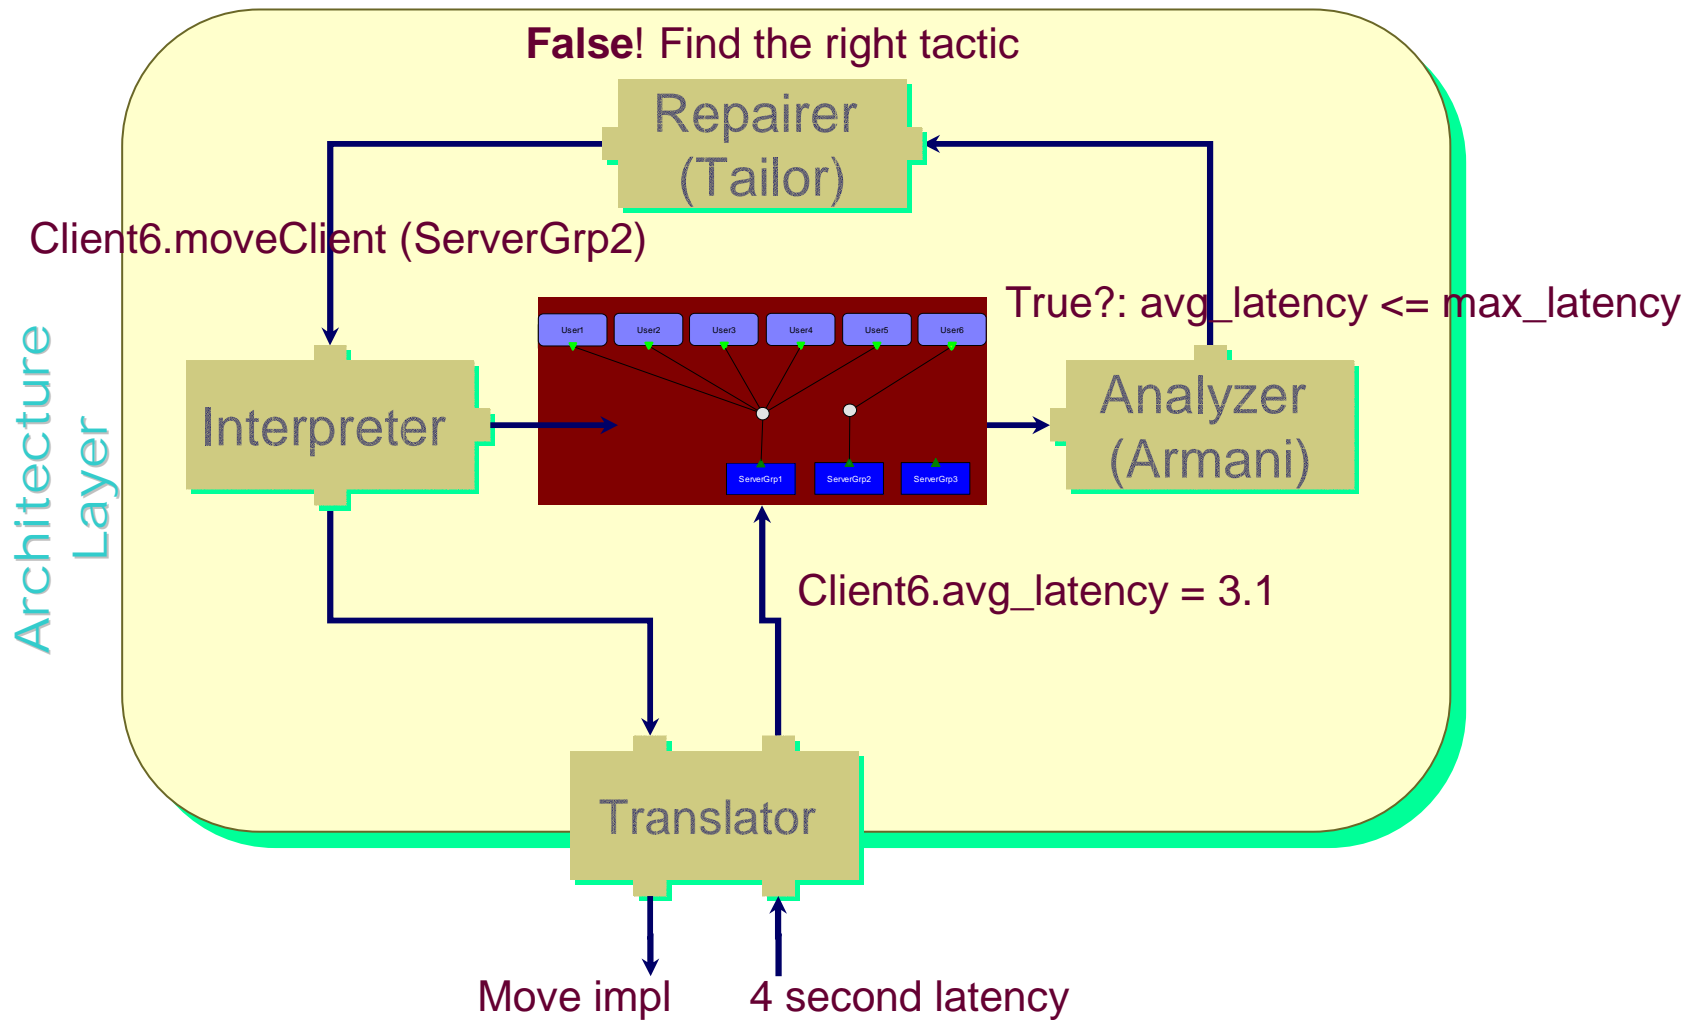 False! Find the right tactic
Repairer
(Tailor)
Client6.moveClient (ServerGrp2)
True?: avg_latency <= max_latency
User1
User2
User3
User4
User5
User6
Architecture
Layer
Interpreter
Analyzer
(Armani)
ServerGrp1
ServerGrp2
ServerGrp3
Client6.avg_latency = 3.1
Translator
Move impl
4 second latency